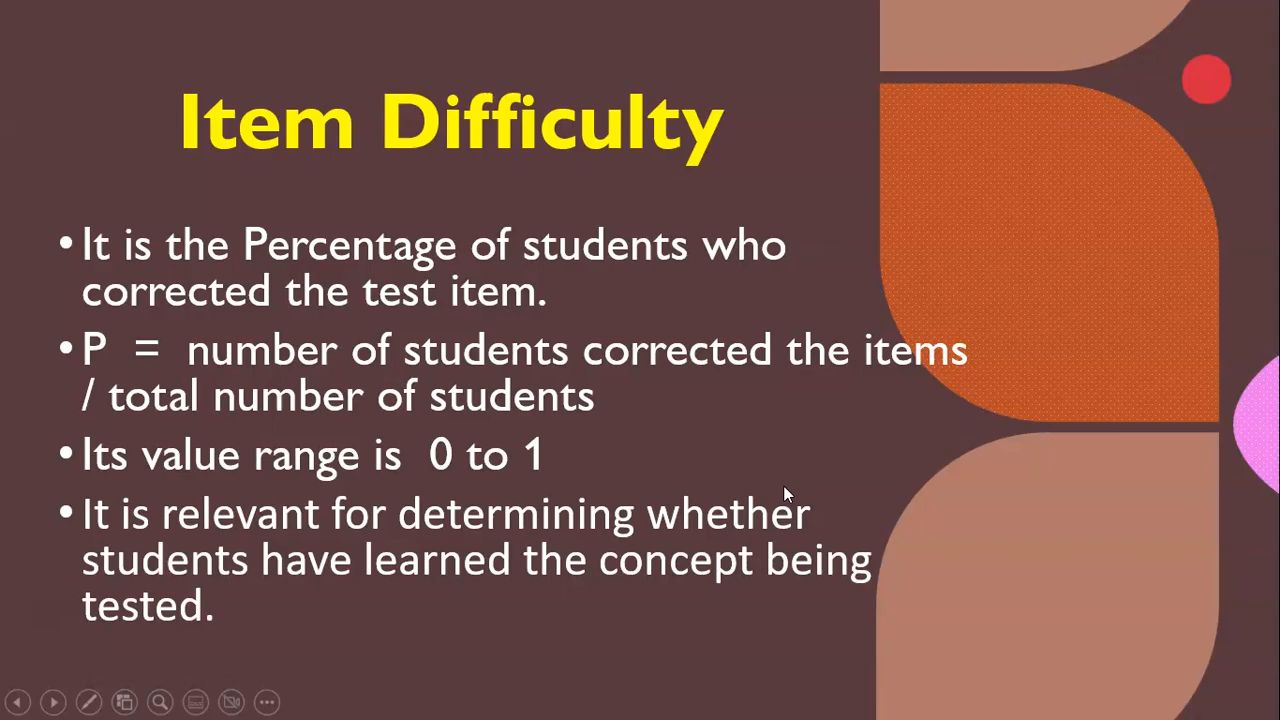 Item Difficulty
• It is the Percentage of students who
corrected the test item.
• P = number of students corrected the items
/ total number of students
• Its value range is 0 to 1
• It is relevant for determining whether
students have learned the concept being
tested.